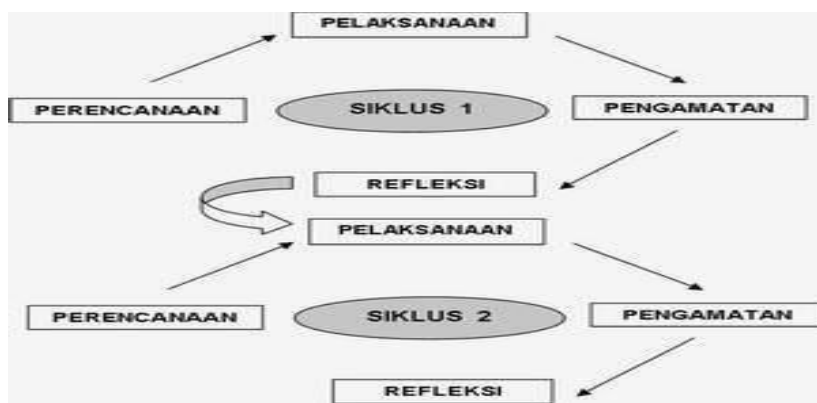 PELAKSANAAN
PERENCANAAN
SIKLUS 1
PENGAMATAN
REFLEKSI
PELAKSANAAN
PERENCANAAN
SIKLUS 2
PENGAMATAN
REFLEKSI